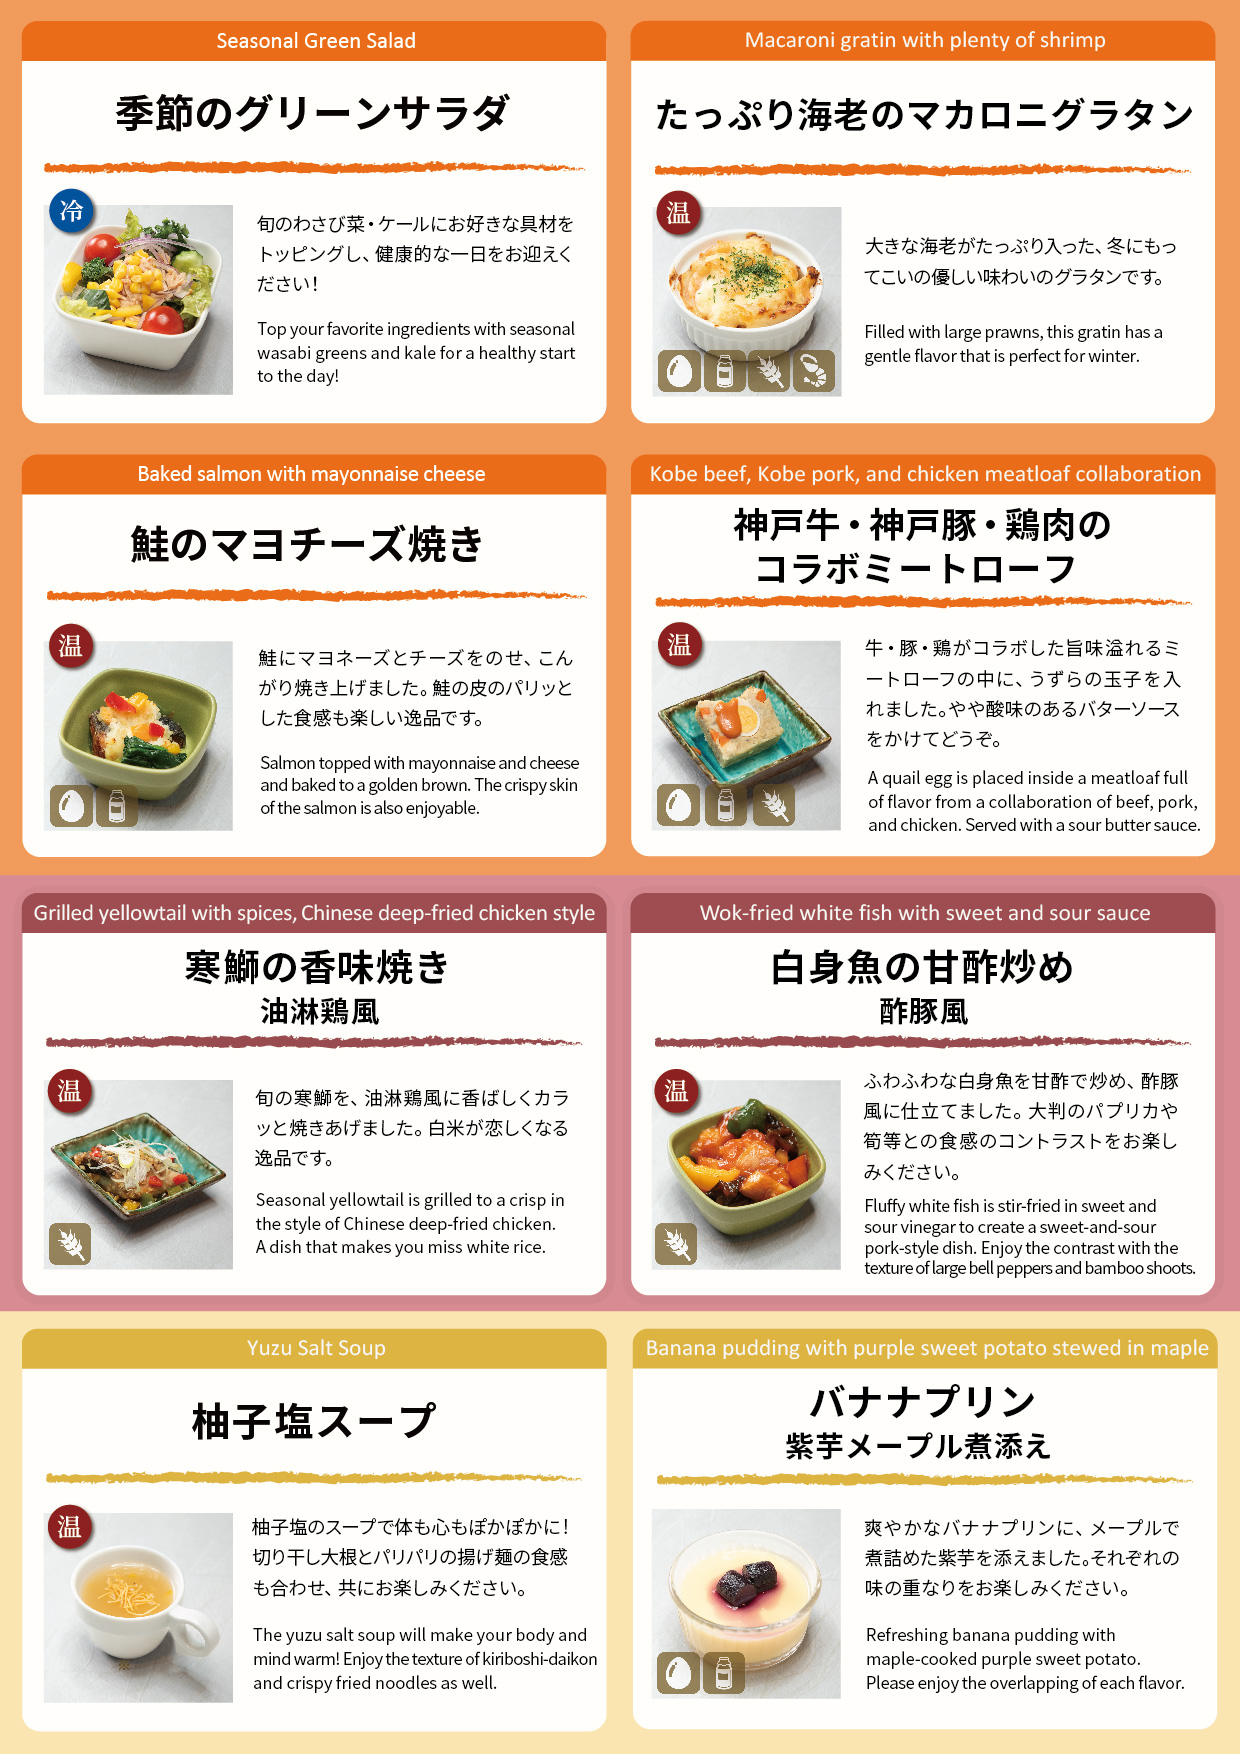 Seasonal Green Salad
季節のグリーンサラダ
冷
旬のわさび菜・ケールにお好きな具材を
トッピングし、健康的な一日をお迎えく
ださい！
Top your favorite ingredients with seasonal
wasabi greens and kale for a healthy start
to the day!
Macaroni gratin with plenty of shrimp
たっぷり海老のマカロニグラタン
温
大きな海老がたっぷり入った、冬にもっ
てこいの優しい味わいのグラタンです。
Filled with large prawns, this gratin has a
gentle flavor that is perfect for winter.
Baked salmon with mayonnaise cheese
鮭のマヨチーズ焼き
温
鮭にマヨネーズとチーズをのせ、こん
がり焼き上げました。鮭の皮のパリッと
した食感も楽しい逸品です。
Salmon topped with mayonnaise and cheese
and baked to a golden brown. The crispy skin
of the salmon is also enjoyable.
Kobe beef, Kobe pork, and chicken meatloaf collaboration
神戸牛・神戸豚・鶏肉の
コラボミートローフ
温
牛・豚・鶏がコラボした旨味溢れるミ
ートローフの中に、うずらの玉子を入
れました。やや酸味のあるバターソース
をかけてどうぞ。
A quail egg is placed inside a meatloaf full
of flavor from a collaboration of beef, pork,
and chicken. Served with a sour butter sauce.
Grilled yellowtail with spices, Chinese deep-fried chicken style
寒鰤の香味焼き
油淋鶏風
温
旬の寒鰤を、油淋鶏風に香ばしくカラ
ッと焼きあげました。白米が恋しくなる
逸品です。
Seasonal yellowtail is grilled to a crisp in
the style of Chinese deep-fried chicken.
A dish that makes you miss white rice.
Wok-fried white fish with sweet and sour sauce
白身魚の甘酢炒め
酢豚風
温
ふわふわな白身魚を甘酢で炒め、酢豚
風に仕立てました。大判のパプリカや
筍等との食感のコントラストをお楽し
みください。
Fluffy white fish is stir-fried in sweet and
sour vinegar to create a sweet-and-sour
pork-style dish. Enjoy the contrast with the
texture of large bell peppers and bamboo shoots.
Yuzu Salt Soup
柚子塩スープ
温
柚子塩のスープで体も心もぽかぽかに！
切り干し大根とパリパリの揚げ麺の食感
も合わせ、共にお楽しみください。
The yuzu salt soup will make your body and
mind warm! Enjoy the texture of kiriboshi-daikon
and crispy fried noodles as well.
Banana pudding with purple sweet potato stewed in maple
バナナプリン
紫芋メープル煮添え
爽やかなバナナプリンに、メープルで
煮詰めた紫芋を添えました。それぞれの
味の重なりをお楽しみください。
Refreshing banana pudding with
maple-cooked purple sweet potato.
Please enjoy the overlapping of each flavor.